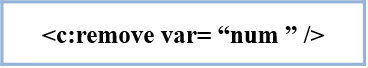 <c:remove var= “num ” />